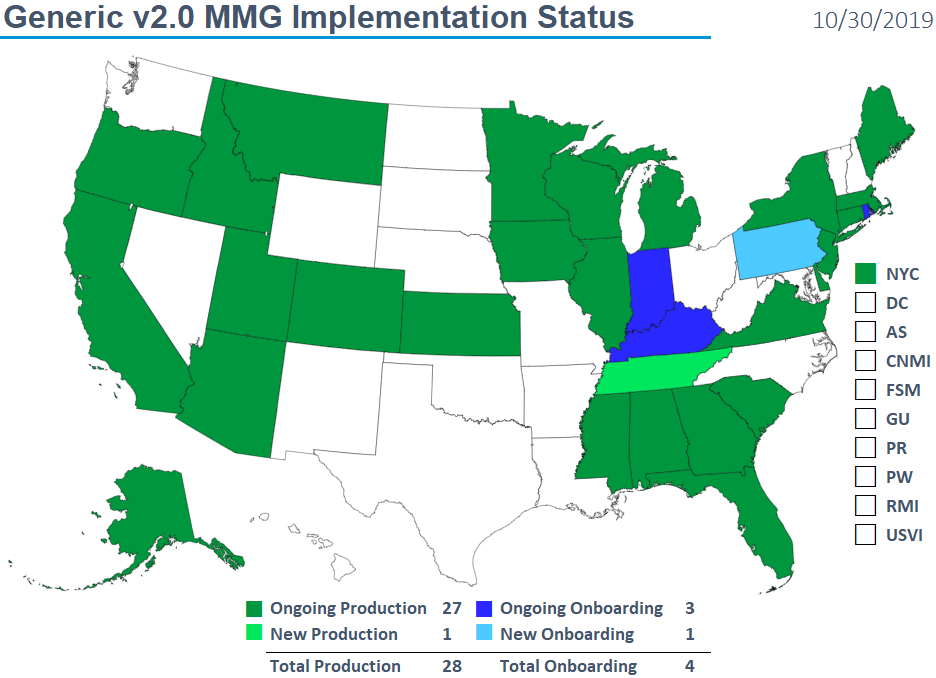 Generic v2.0 MMG Implementation Status
10/30/2019
NYC
DC
AS
CNMI
FSM
GU
PR
PW
RMI
USVI
Ongoing Production 27 Ongoing Onboarding 3
New Production 1 New Onboarding 1
Total Production 28 Total Onboarding 4